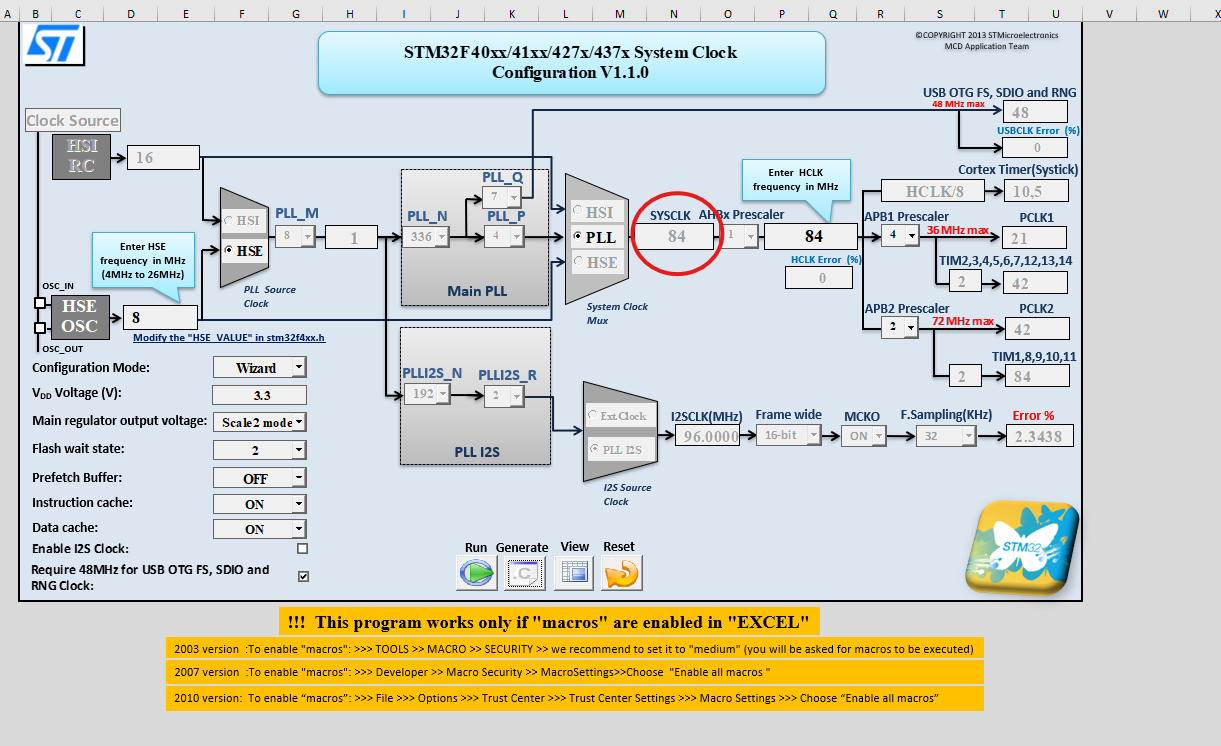 A B C D E F G H I J K L M N O P Q R S T U V W X
ST
STM32F40xx/41xx/427x/437x System Clock
Configuration V1.1.0
©COPYRIGHT 2013 STMicroelectronics
MCD Application Team
USB OTG FS, SDIO and RNG
48 MHz max
48
USBCLK Error (%)
0
Clock Source
HSI
RC
16
PLL_Q
7
Enter HCLK
frequency in MHz
Cortex Timer(Systick)
HCLK/8
10,5
HSI
HSE
PLL Source
Clock
PLL_M
8
1
PLL_N
336
PLL_P
4
Main PLL
HSI
PLL
HSE
System Clock
Mux
SYSCLK
84
AHBx Prescaler
1
84
HCLK Error (%)
0
APB1 Prescaler
4
36 MHz max
PCLK1
21
TIM2,3,4,5,6,7,12,13,14
2
42
APB2 Prescaler
2
72 MHz max
PCLK2
42
TIM1,8,9,10,11
2
84
Enter HSE
frequency in MHz
(4MHz to 26MHz)
OSC_IN
HSE
OSC
8
OSC_OUT
Modify the "HSE_VALUE" in stm32f4xx.h
Configuration Mode: Wizard
VDD Voltage (V): 3.3
Main regulator output voltage: Scale2 mode
Flash wait state: 2
Prefetch Buffer: OFF
Instruction cache: ON
Data cache: ON
Enable I2S Clock:
Require 48MHz for USB OTG FS, SDIO and
RNG Clock:
PLLI2S_N
192
PLLI2S_R
2
PLL I2S
Ext.Clock
PLL I2S
I2S Source
Clock
I2SCLK(MHz)
96.0000
Frame wide
16-bit
MCKO
ON
F.Sampling(KHz)
32
Error %
2.3438
Run Generate View Reset
.C
STM32
!!! This program works only if "macros" are enabled in "EXCEL"
2003 version :To enable "macros": >>> TOOLS >> MACRO >> SECURITY >> we recommend to set it to "medium" (you will be asked for macros to be executed)
2007 version :To enable "macros": >>> Developer >> Macro Security >> MacroSettings>>Choose "Enable all macros "
2010 version: To enable “macros”: >>> File >>> Options >>> Trust Center >>> Trust Center Settings >>> Macro Settings >>> Choose “Enable all macros”